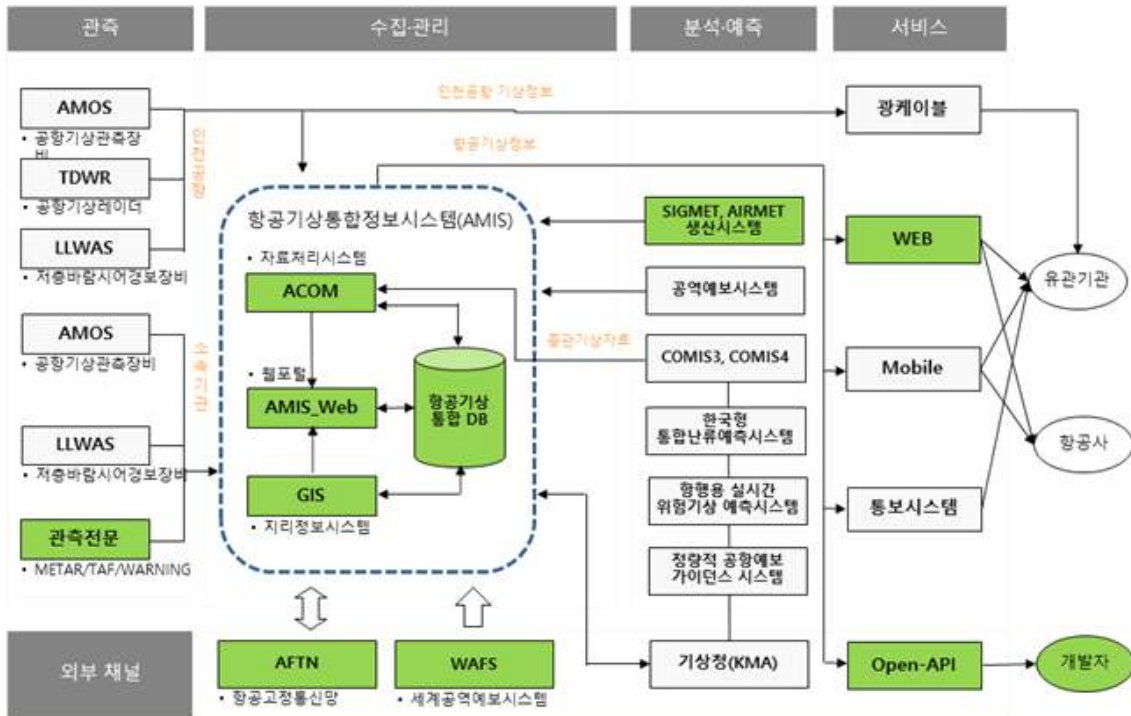 관측
수집·관리
분석·예측
서비스
AMOS
• 공항기상관측장
비
TDWR
• 공항기상레이더
LLWAS
• 저층바람시어경보장비
인천공항
AMOS
• 공항기상관측장비
LLWAS
• 저층바람시어경보장비
관측전문
• METAR/TAF/WARNING
소속기관
인천공항 기상정보
항공기상정보
항공기상통합정보시스템(AMIS)
• 자료처리시스템
ACOM
• 웹포털
AMIS_Web
항공기상
통합 DB
GIS
• 지리정보시스템
중관기상자료
SIGMET, AIRMET
생산시스템
공역예보시스템
COMIS3, COMIS4
한국형
통합난류예측시스템
항행용 실시간
위험기상 예측시스템
정량적 공항예보
가이던스 시스템
기상청(KMA)
광케이블
WEB
Mobile
통보시스템
Open-API
유관기관
항공사
개발자
외부 채널
AFTN
• 항공고정통신망
WAFS
• 세계공역예보시스템